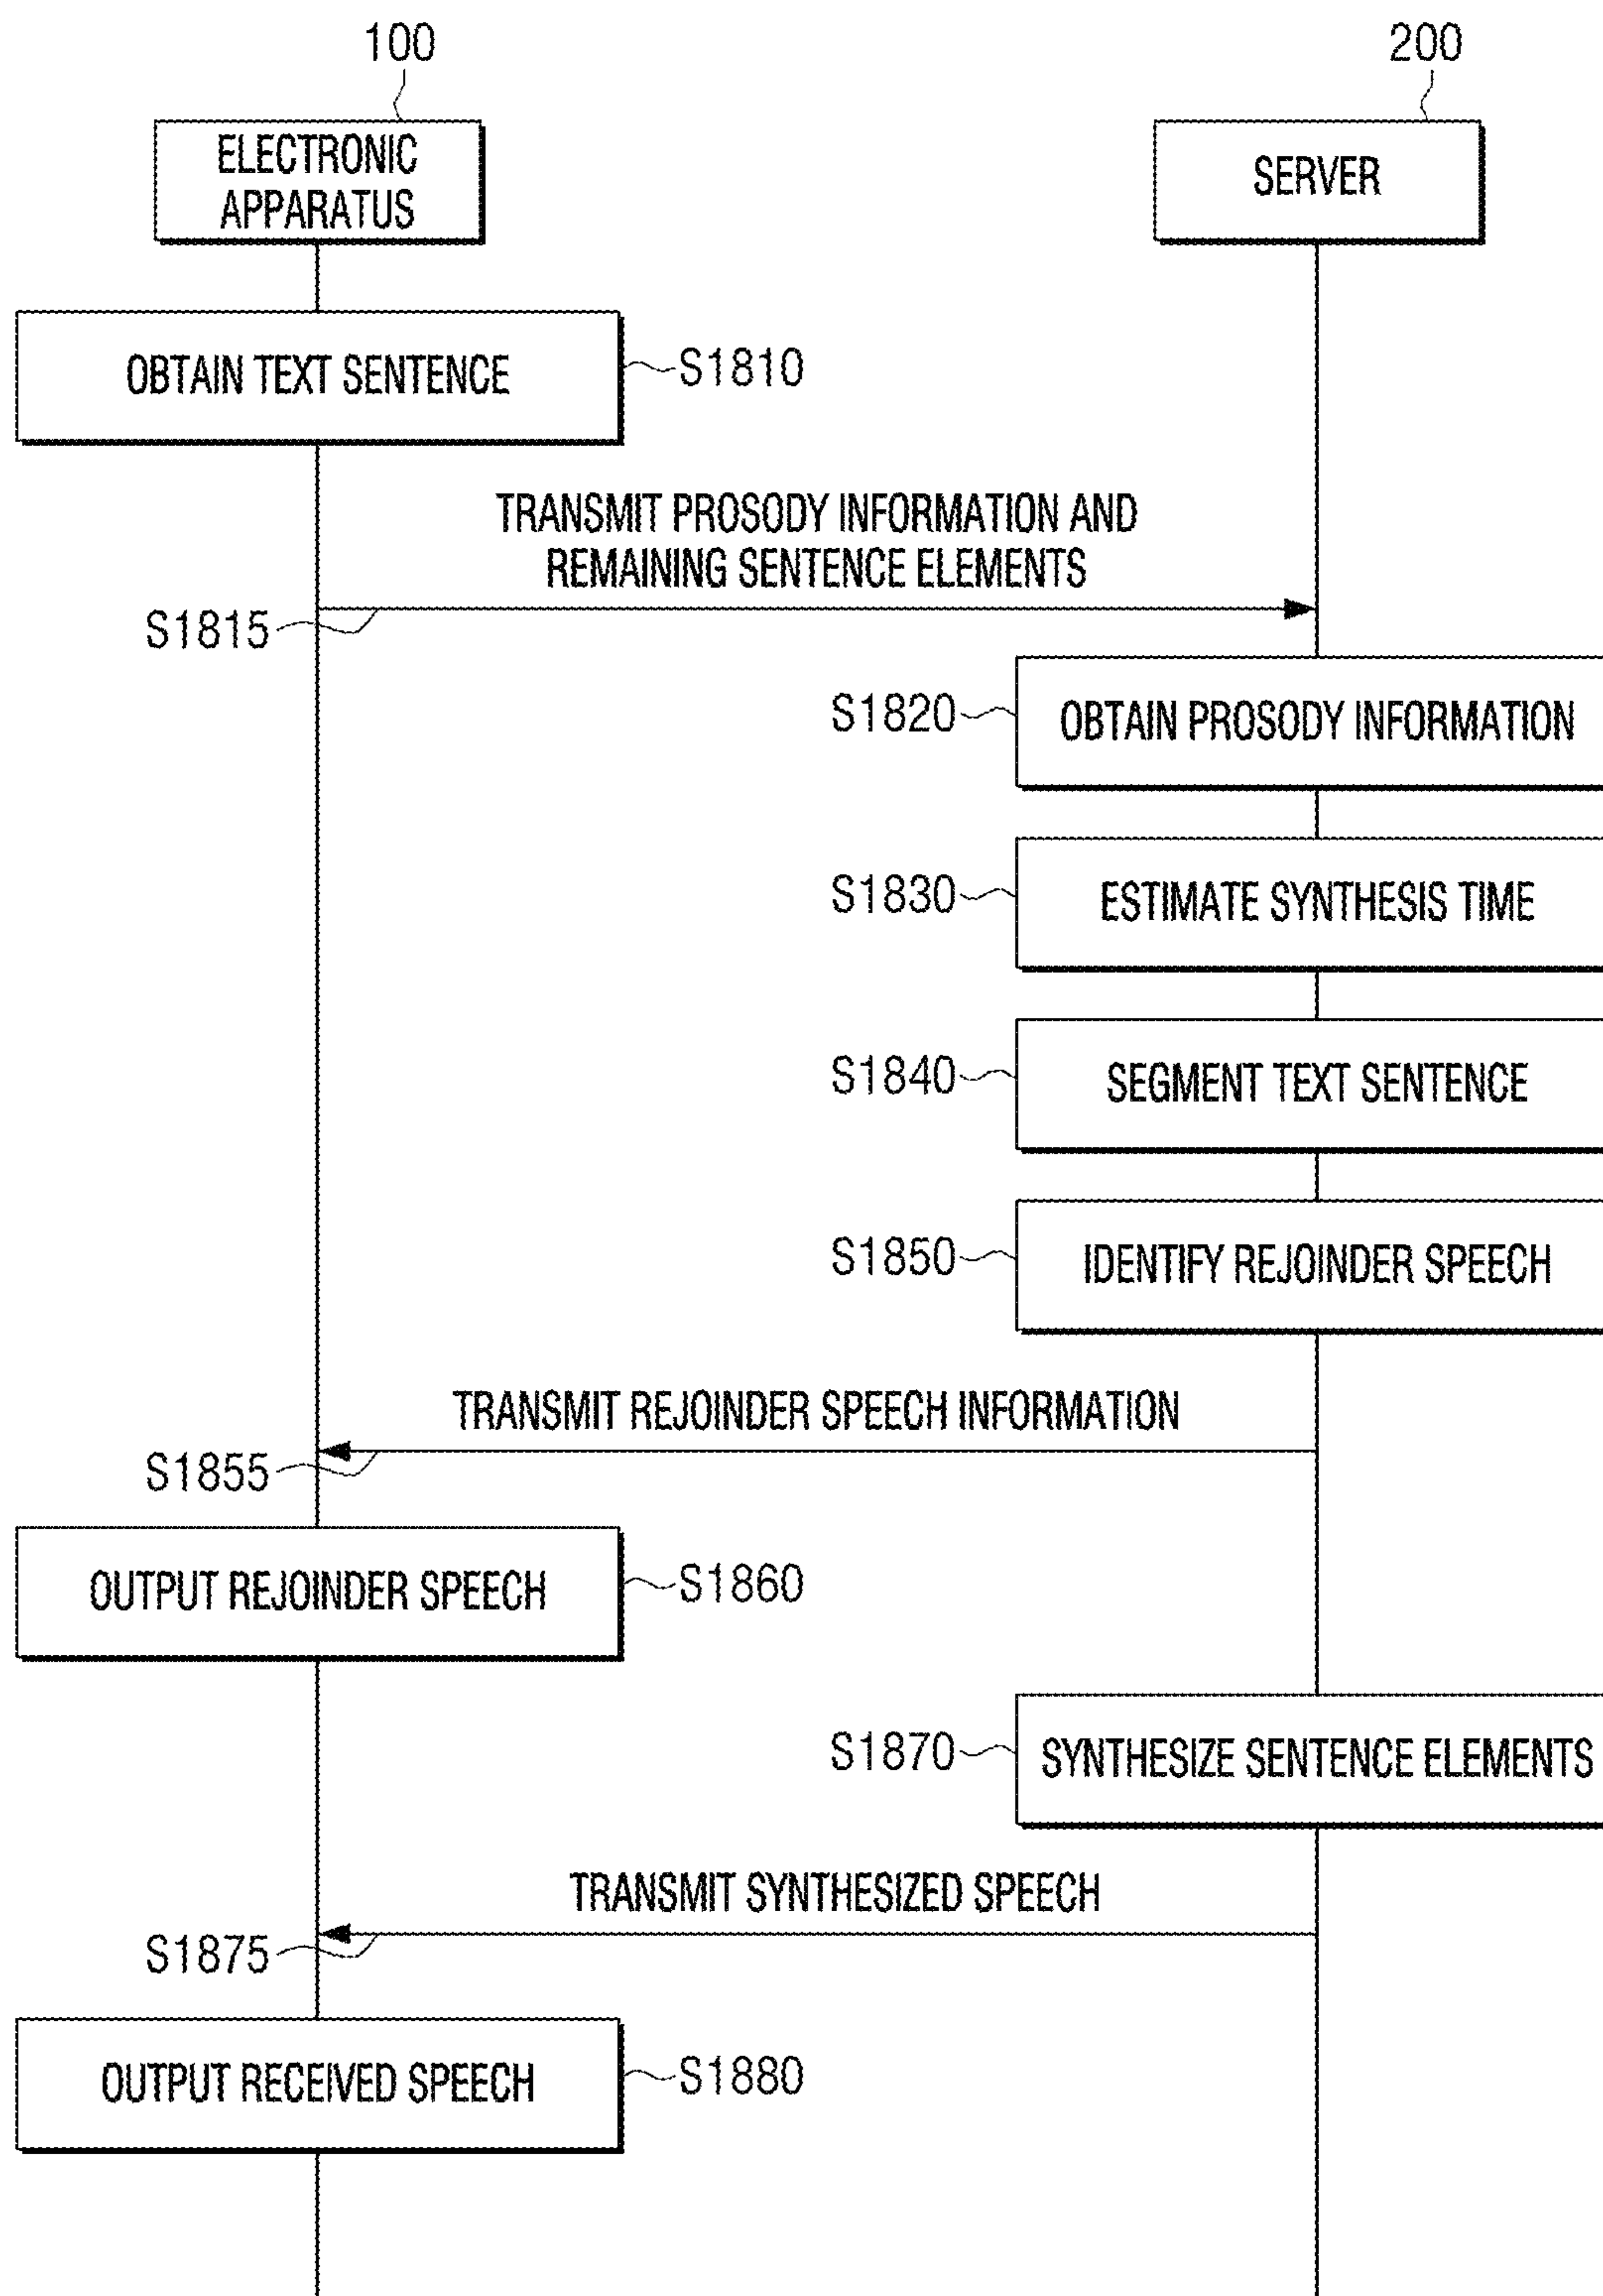 100
200
ELECTRONIC
APPARATUS
SERVER
OBTAIN TEXT SENTENCE
S1810
TRANSMIT PROSODY INFORMATION AND
REMAINING SENTENCE ELEMENTS
S1815
S1820
OBTAIN PROSODY INFORMATION
S1830
ESTIMATE SYNTHESIS TIME
S1840
SEGMENT TEXT SENTENCE
S1850
IDENTIFY REJOINDER SPEECH
TRANSMIT REJOINDER SPEECH INFORMATION
S1855
OUTPUT REJOINDER SPEECH
S1860
S1870
SYNTHESIZE SENTENCE ELEMENTS
TRANSMIT SYNTHESIZED SPEECH
S1875
OUTPUT RECEIVED SPEECH
S1880